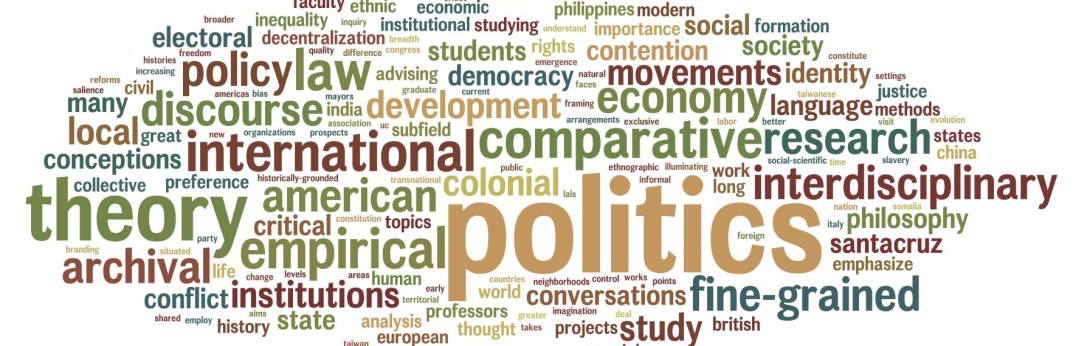 faculty ethnic economic philippines modern
broader inequality inquiry institutional studying understand importance social formation
electoral decentralization breadth students rights contention society
histories freedom quality difference congress emergence constitute
increasing policy law advising democracy natural movements identity settings
reforms salience civil americas bias mayors graduate current faces taiwanese justice
many discourse india development framing economy language methods
local great association uc subfield arrangements exclusive labor better visit evolution
new organizations prospects international comparative research states
conceptions public ethnographic illuminating social-scientific time slavery china
collective preference historically-grounded transnational colonial lals informal work long interdisciplinary
theory american politics nation somalia
critical constitution topics foreign italy philosophy
party empirical santacruz
branding situated archival life change levels areas human countries neighborhoods control works points emphasize
conflict institutions early territorial world conversations fine-grained
shared employ aims history state analysis professors greater imagination deal
thought takes projects study british
taiwan european